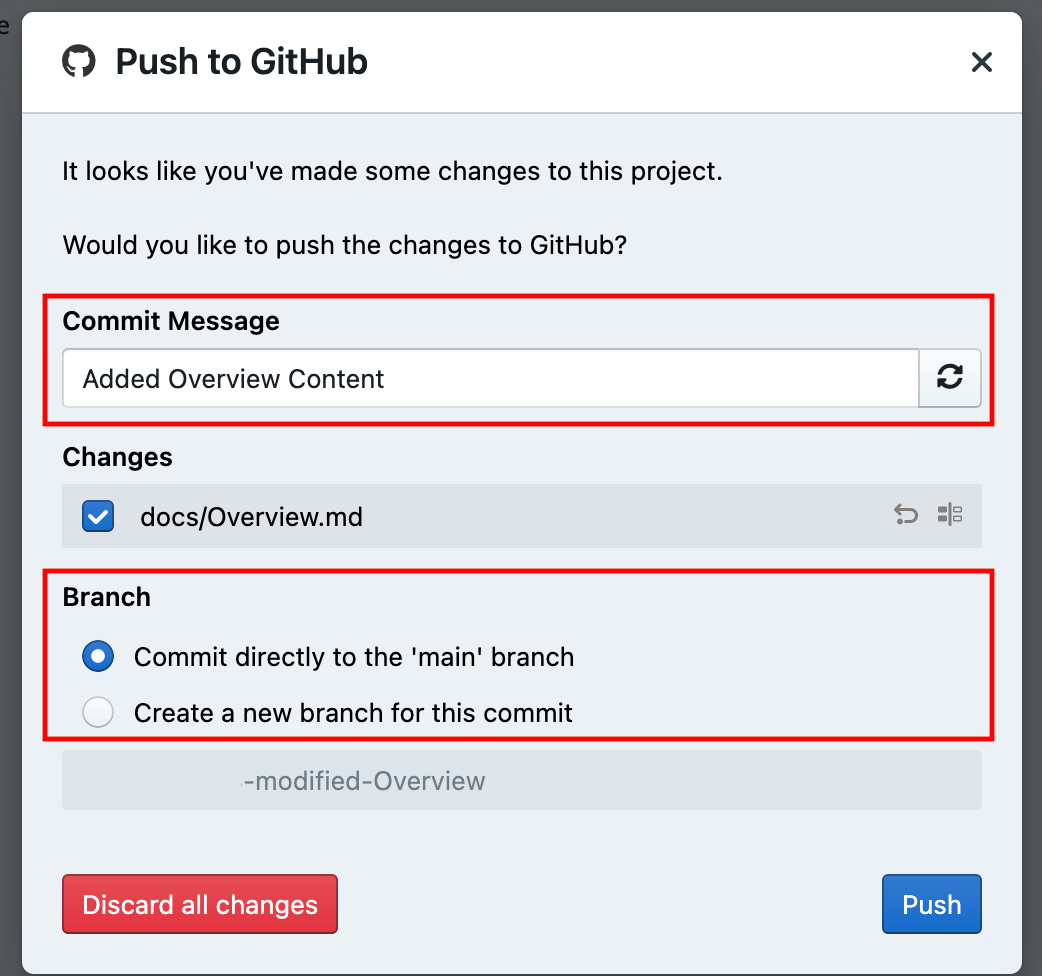 e
Push to GitHub
It looks like you've made some changes to this project.
Would you like to push the changes to GitHub?
Commit Message
Added Overview Content
Changes
docs/Overview.md
Branch
Commit directly to the 'main' branch
Create a new branch for this commit
-modified-Overview
Discard all changes
Push